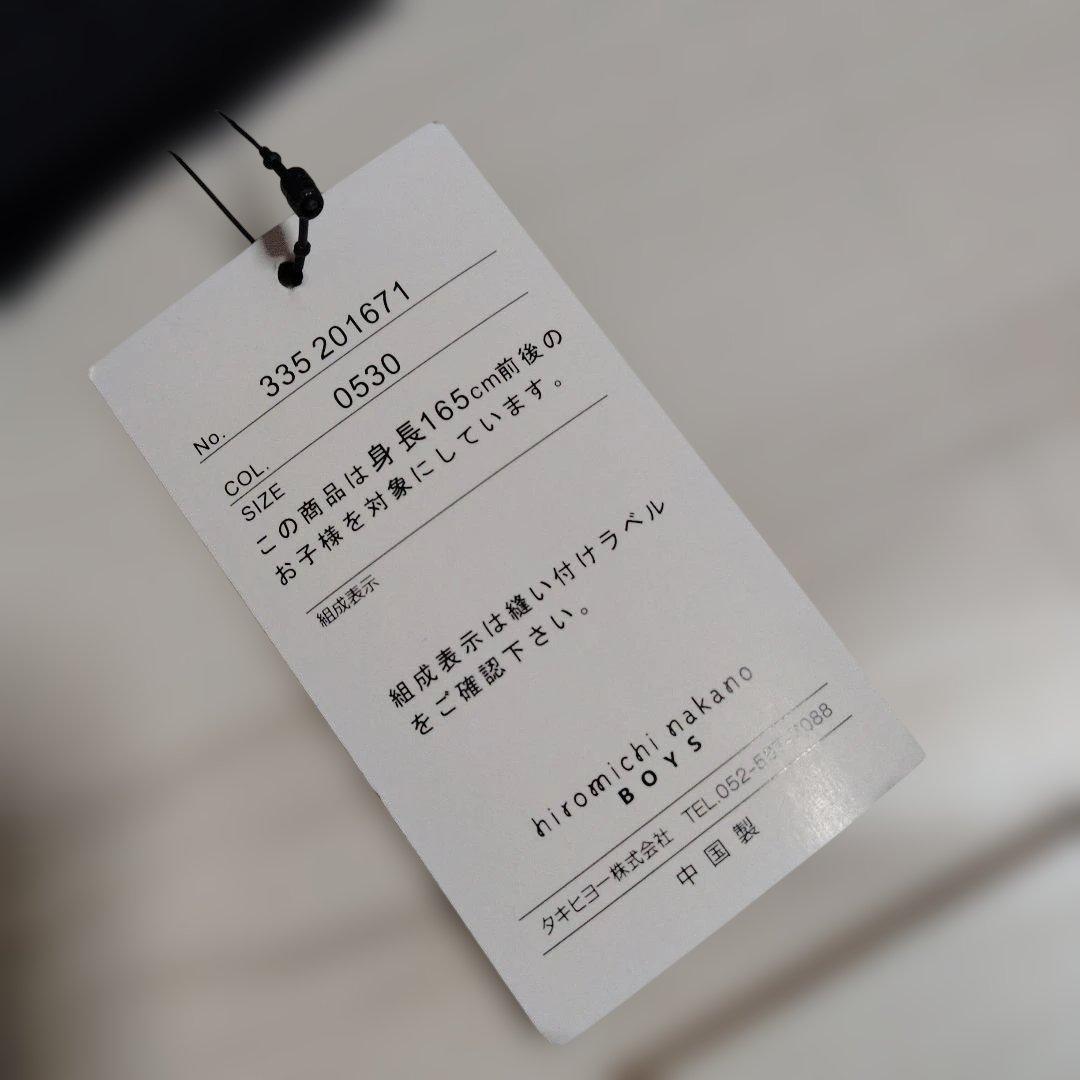 No. 335 201671
COL. 0530
SIZE
この商品は身長165cm前後の
お子様を対象にしています。
組成表示
組成表示は縫い付けラベル
をご確認下さい。
hiromichi nakano
BOYS
タキヒヨー株式会社 TEL.
中国製